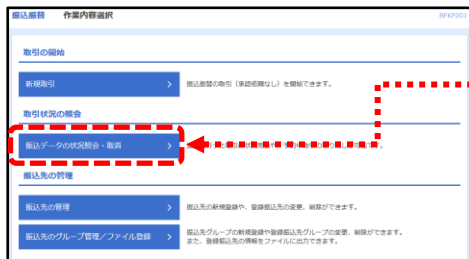 振込振替　作業内容選択
BFKF001
取引の開始
新規取引
振込振替の取引（承認依頼なし）を開始できます。
取引状況の照会
振込データの状況照会・取消
振込先の管理
振込先の管理
振込先の新規登録や、登録振込先の変更、削除ができます。
振込先のグループ管理／ファイル登録
振込先グループの新規登録や登録振込先グループの変更、削除ができます。
また、登録振込先の情報をファイルに出力できます。